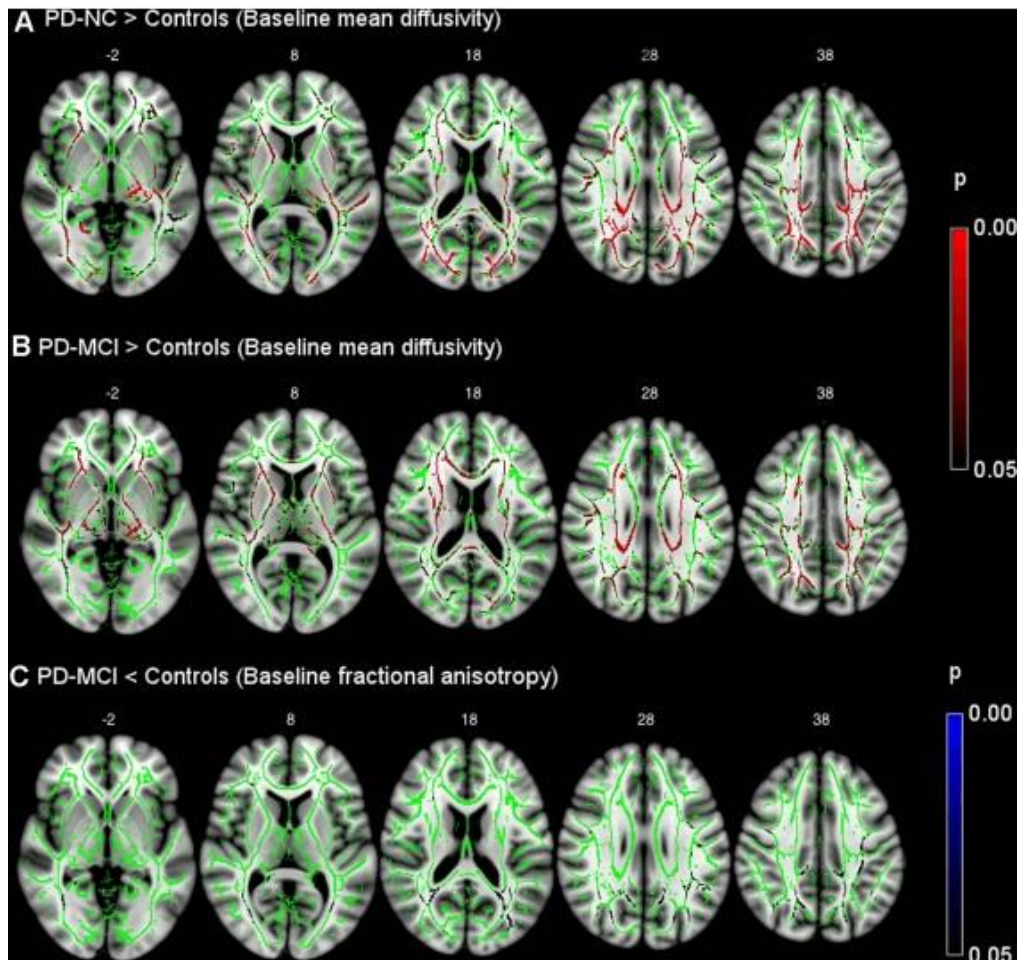 A PD-NC > Controls (Baseline mean diffusivity)
-2 8 18 28 38
p
0.00
0.05
B PD-MCI > Controls (Baseline mean diffusivity)
-2 8 18 28 38
C PD-MCI < Controls (Baseline fractional anisotropy)
-2 8 18 28 38
p
0.00
0.05